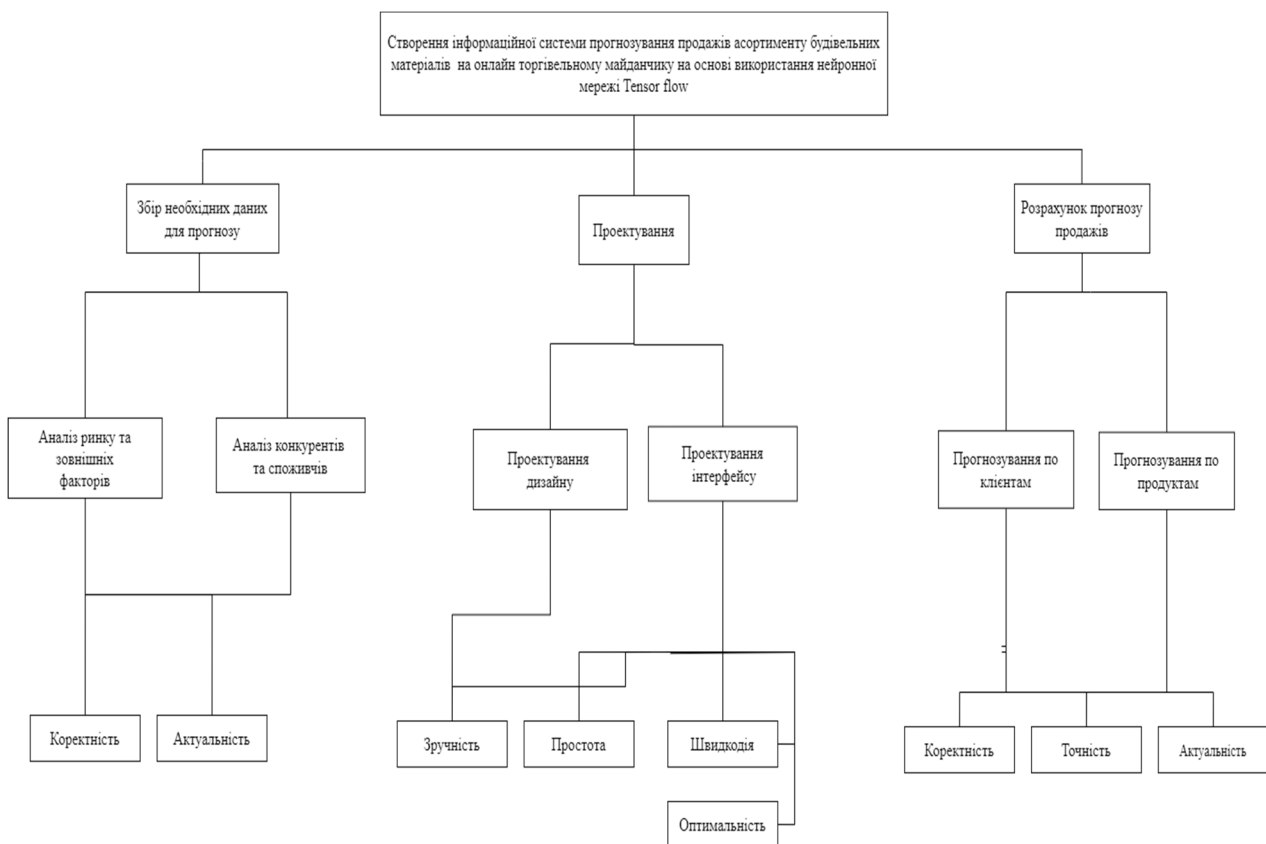 Створення інформаційної системи прогнозування продажів асортименту будівельних
матеріалів на онлайн торгівельному майданчику на основі використання нейронної
мережі Tensor flow
Збір необхідних даних
для прогнозу
Проектування
Розрахунок прогнозу
продажів
Аналіз ринку та
зовнішніх
факторів
Аналіз конкурентів
та споживчів
Проектування
дизайну
Проектування
інтерфейсу
Прогнозування по
клієнтам
Прогнозування по
продуктам
Коректність
Актуальність
Зручність
Простота
Швидкодія
Оптимальність
Коректність
Точність
Актуальність